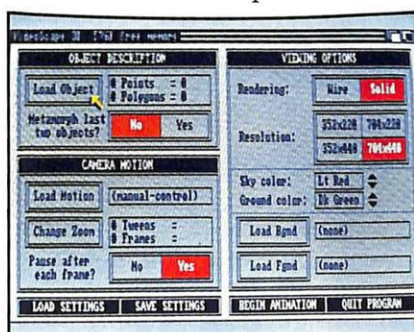 VideoScape 3D 5760 free memory
OBJECT DESCRIPTION
Load Object
# Points = 0
# Polygons = 0
Metamorph last
two objects?
No Yes
CAMERA MOTION
Load Motion (manual-control)
Change Zoom
# Tweens =
# Frames =
Pause after
each frame?
No Yes
LOAD SETTINGS SAVE SETTINGS
VIEWING OPTIONS
Rendering: Wire Solid
Resolution:
352x220 704x220
352x440 704x440
Sky color: Lt Red
Ground color: Dk Green
Load Bgnd (none)
Load Fgnd (none)
BEGIN ANIMATION QUIT PROGRAM